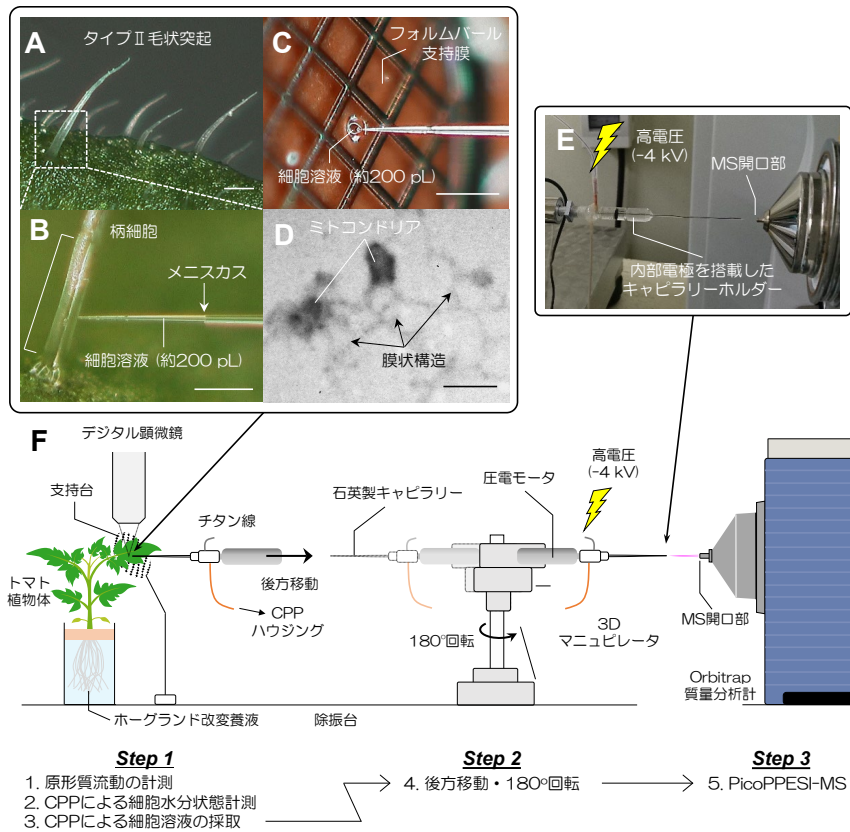 A
タイプⅡ毛状突起
B
柄細胞
メニスカス
細胞溶液 (約200 pL)
C
フォルムバール
支持膜
細胞溶液 (約200 pL)
D
ミトコンドリア
膜状構造
E
高電圧
(-4 kV)
MS開口部
内部電極を搭載した
キャピラリーホルダー
F
デジタル顕微鏡
支持台
チタン線
トマト
植物体
後方移動
CPP
ハウジング
ホーグランド改変養液
除振台
石英製キャピラリー
圧電モータ
高電圧
(-4 kV)
180°回転
3D
マニュピレータ
MS開口部
Orbitrap
質量分析計
Step 1
1. 原形質流動の計測
2. CPPによる細胞水分状態計測
3. CPPによる細胞溶液の採取
Step 2
4. 後方移動・180°回転
Step 3
5. PicoPPESI-MS